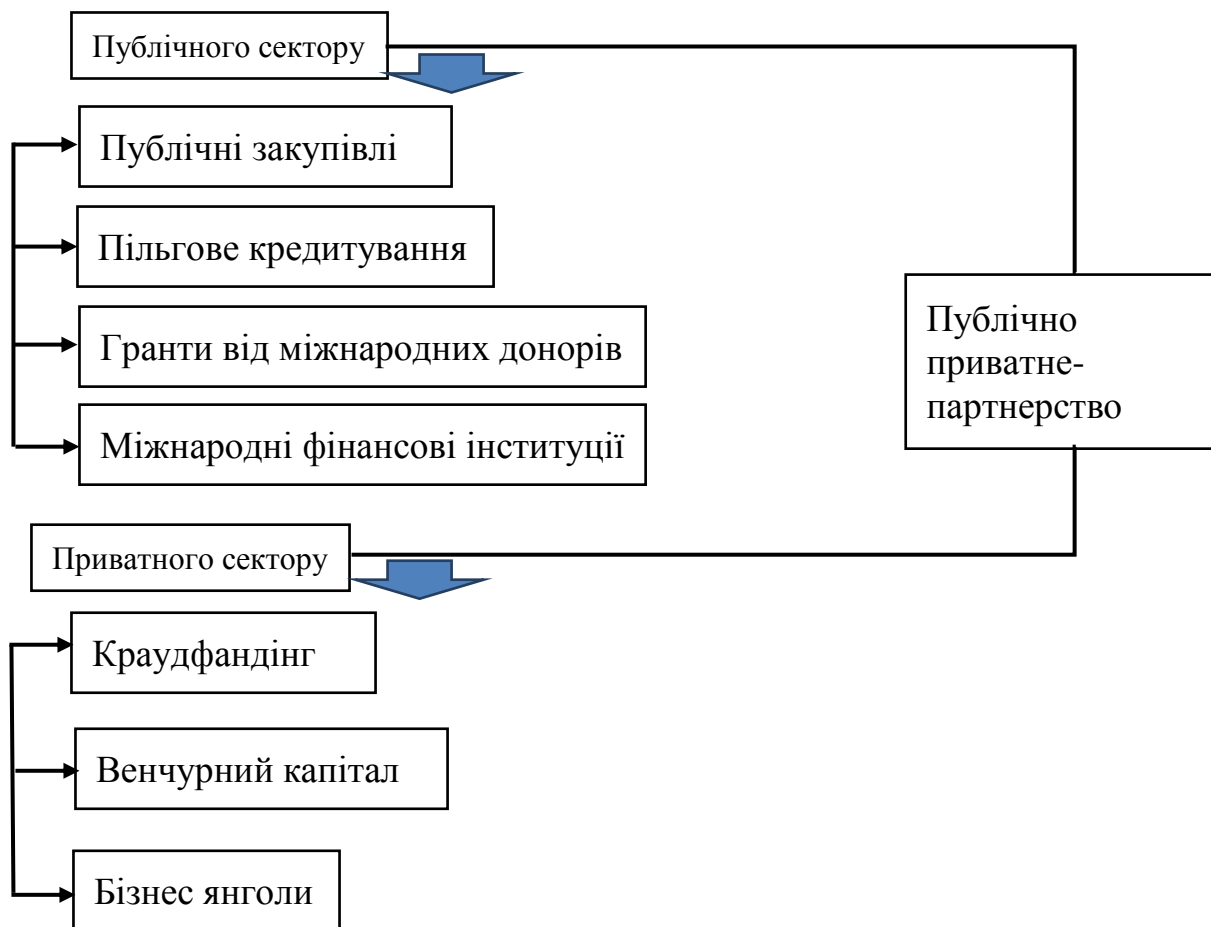 Публічного сектору
Публічні закупівлі
Пільгове кредитування
Гранти від міжнародних донорів
Міжнародні фінансові інституції
Публічно
приватне-
партнерство
Приватного сектору
Краудфандінг
Венчурний капітал
Бізнес янголи